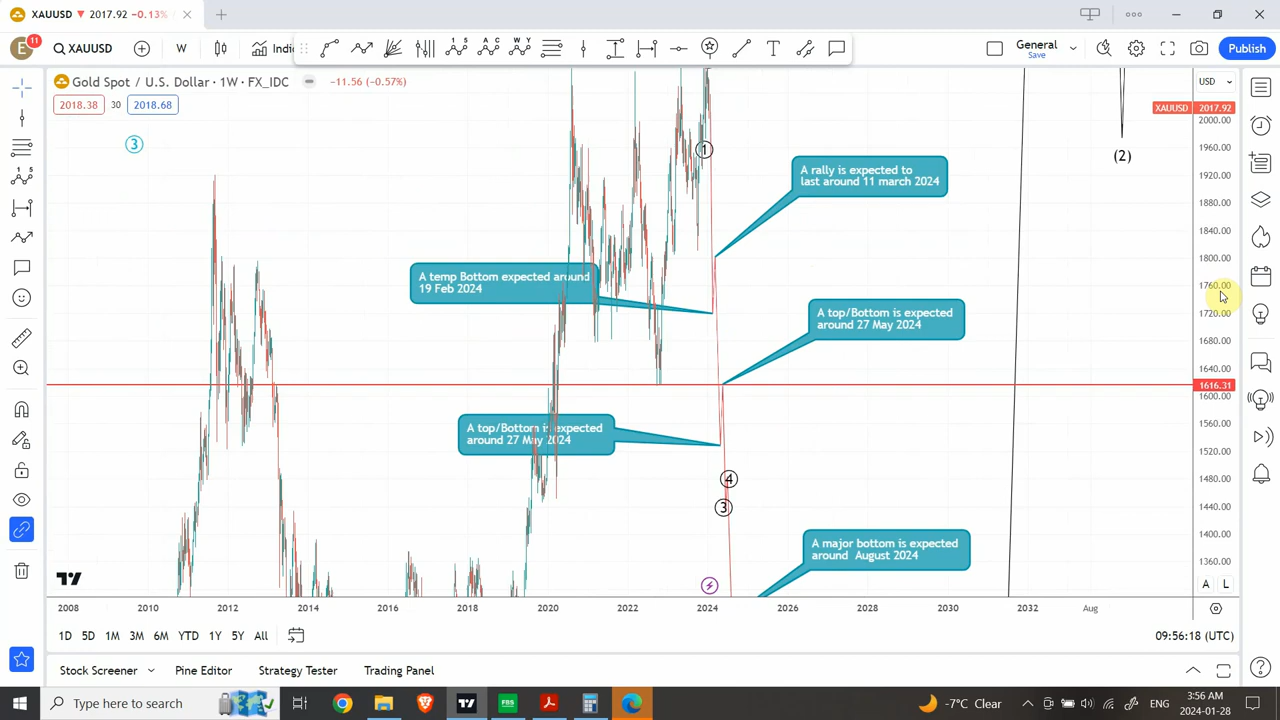 XAUUSD ▼ 2017.92 −0.13%
E 11 XAUUSD W Indi General Save Publish
Gold Spot / U.S. Dollar · 1W · FX_IDC −11.56 (−0.57%) USD
2018.38 30 2018.68
XAUUSD 2017.92
2000.00
1960.00
1920.00
1880.00
1840.00
1800.00
1760.00
1720.00
1680.00
1640.00
1616.31
1600.00
1560.00
1520.00
1480.00
1440.00
1400.00
1360.00
3
1
(2)
A rally is expected to
last around 11 march 2024
A temp Bottom expected around
19 Feb 2024
A top/Bottom is expected
around 27 May 2024
A top/Bottom is expected
around 27 May 2024
4
3
A major bottom is expected
around August 2024
A L
2008 2010 2012 2014 2016 2018 2020 2022 2024 2026 2028 2030 2032 Aug
1D 5D 1M 3M 6M YTD 1Y 5Y All 09:56:18 (UTC)
Stock Screener Pine Editor Strategy Tester Trading Panel
Type here to search FBS -7°C Clear ENG 3:56 AM
2024-01-28